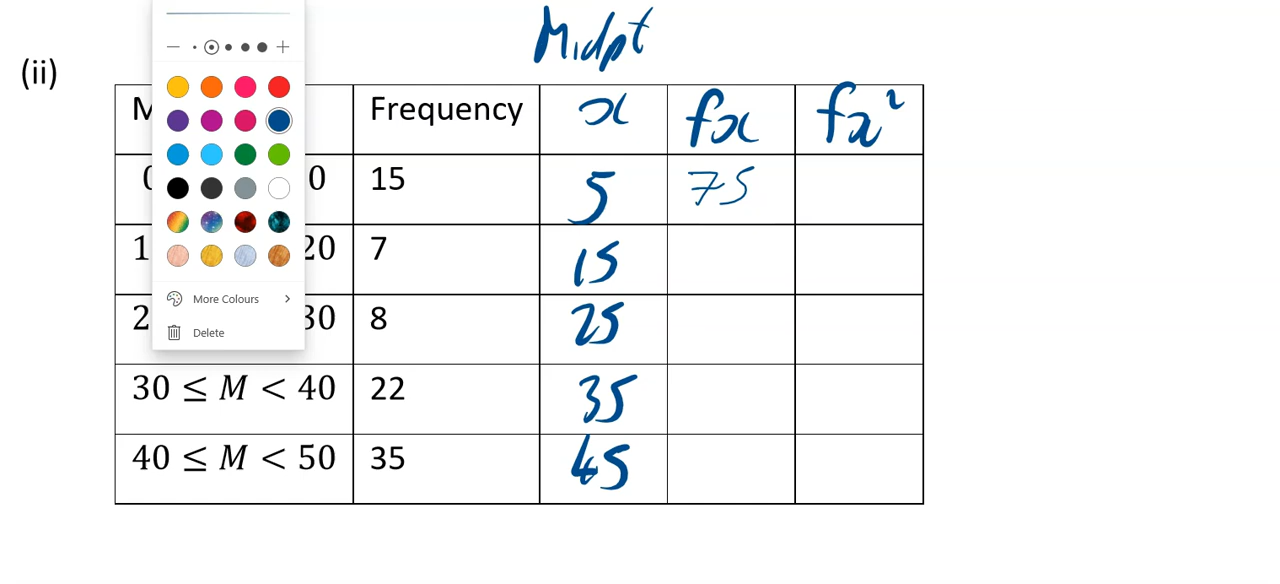 Midpt
(ii)
M Frequency x fx fx²
0 0 15 5 75
1 20 7 15
2 30 8 25
30 ≤ M < 40 22 35
40 ≤ M < 50 35 45
More Colours
Delete